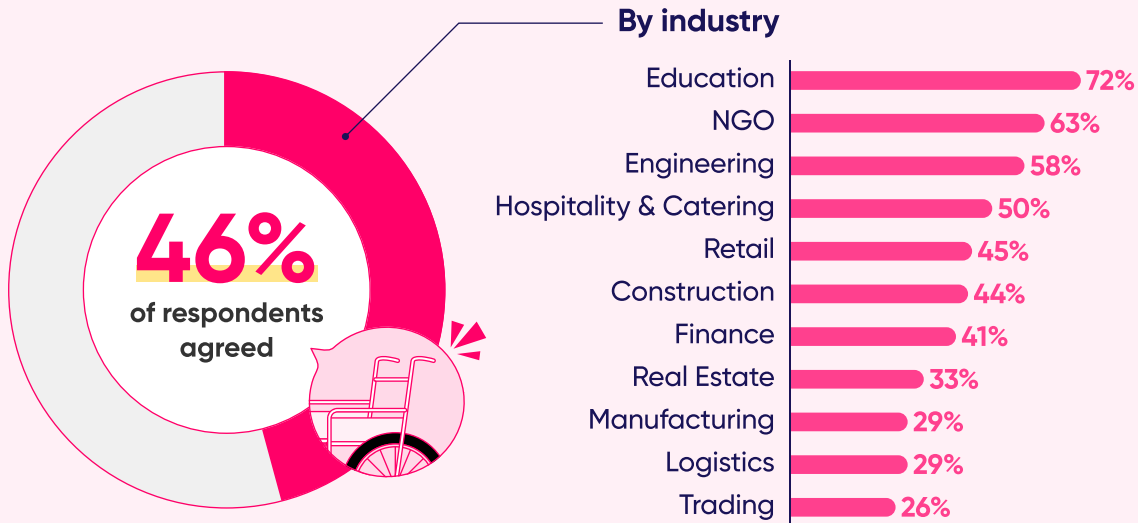 By industry
46%
of respondents
agreed
Education 72%
NGO 63%
Engineering 58%
Hospitality & Catering 50%
Retail 45%
Construction 44%
Finance 41%
Real Estate 33%
Manufacturing 29%
Logistics 29%
Trading 26%